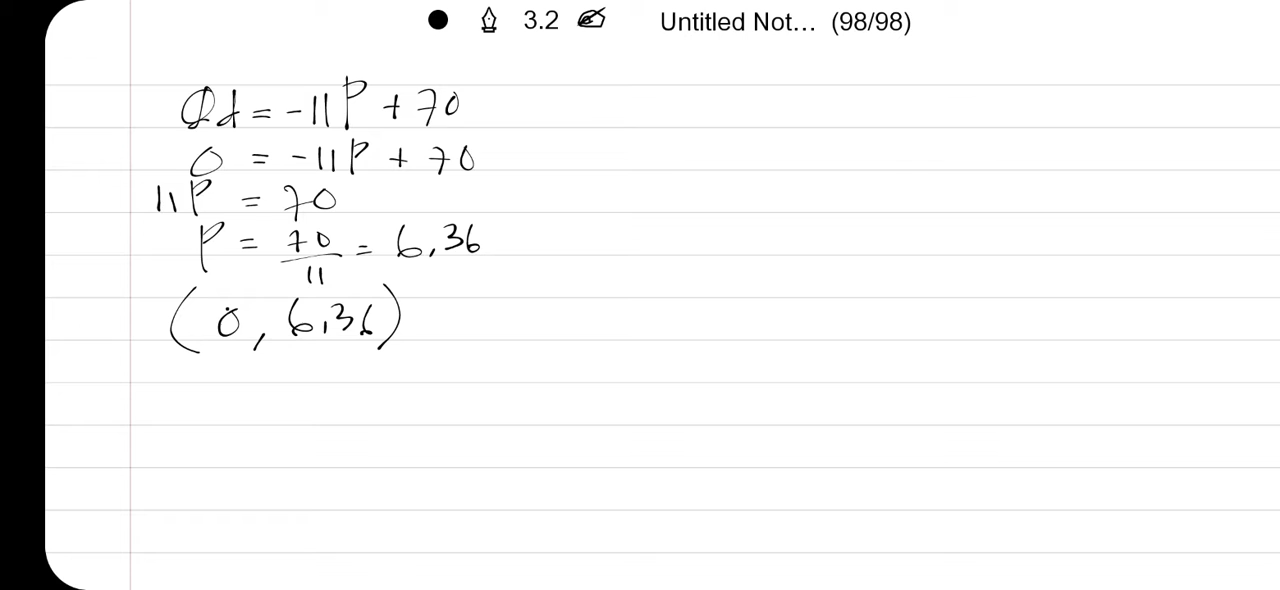 3.2 Untitled Not... (98/98)
Qd = -11P + 70
0 = -11P + 70
11P = 70
P = 70/11 = 6,36
(0, 6,36)